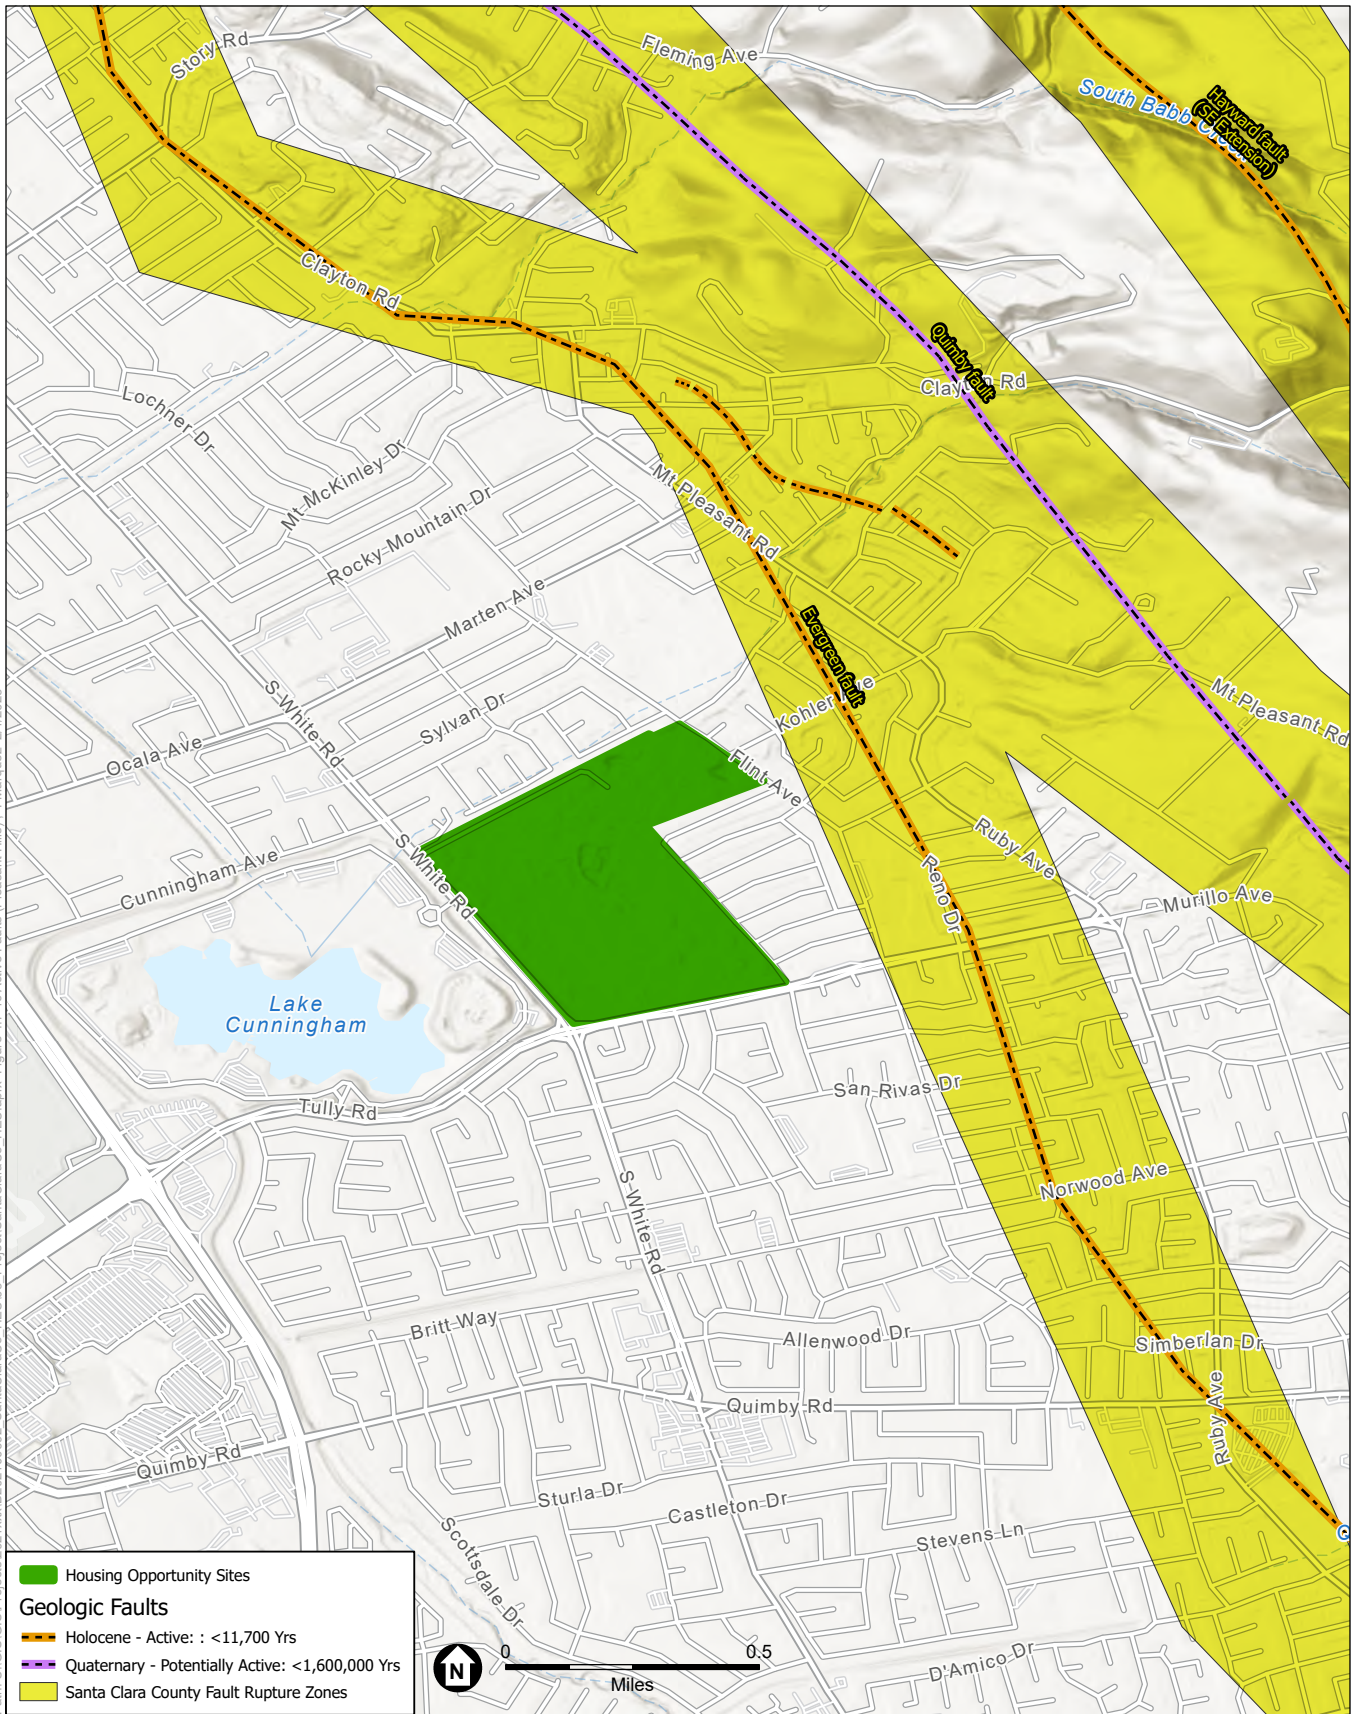 Story Rd
Fleming Ave
South Babb Creek
Hayward fault
(SE Extension)
Clayton Rd
Quimby fault
Clayton Rd
Lochner Dr
Mt McKinley Dr
Rocky Mountain Dr
Mt Pleasant Rd
Marten Ave
Evergreen fault
Kohler Ave
Mt Pleasant Rd
S White Rd
Sylvan Dr
Ocala Ave
Flint Ave
Ruby Ave
S White Rd
Cunningham Ave
Reno Dr
Murillo Ave
Lake
Cunningham
San Rivas Dr
Tully Rd
Norwood Ave
S White Rd
Britt Way
Allenwood Dr
Simberlan Dr
Quimby Rd
Ruby Ave
Quimby Rd
Sturla Dr
Castleton Dr
Stevens Ln
Scottsdale Dr
D'Amico Dr
Housing Opportunity Sites
Geologic Faults
Holocene - Active: : <11,700 Yrs
Quaternary - Potentially Active: <1,600,000 Yrs
Santa Clara County Fault Rupture Zones
N
0 0.5
Miles